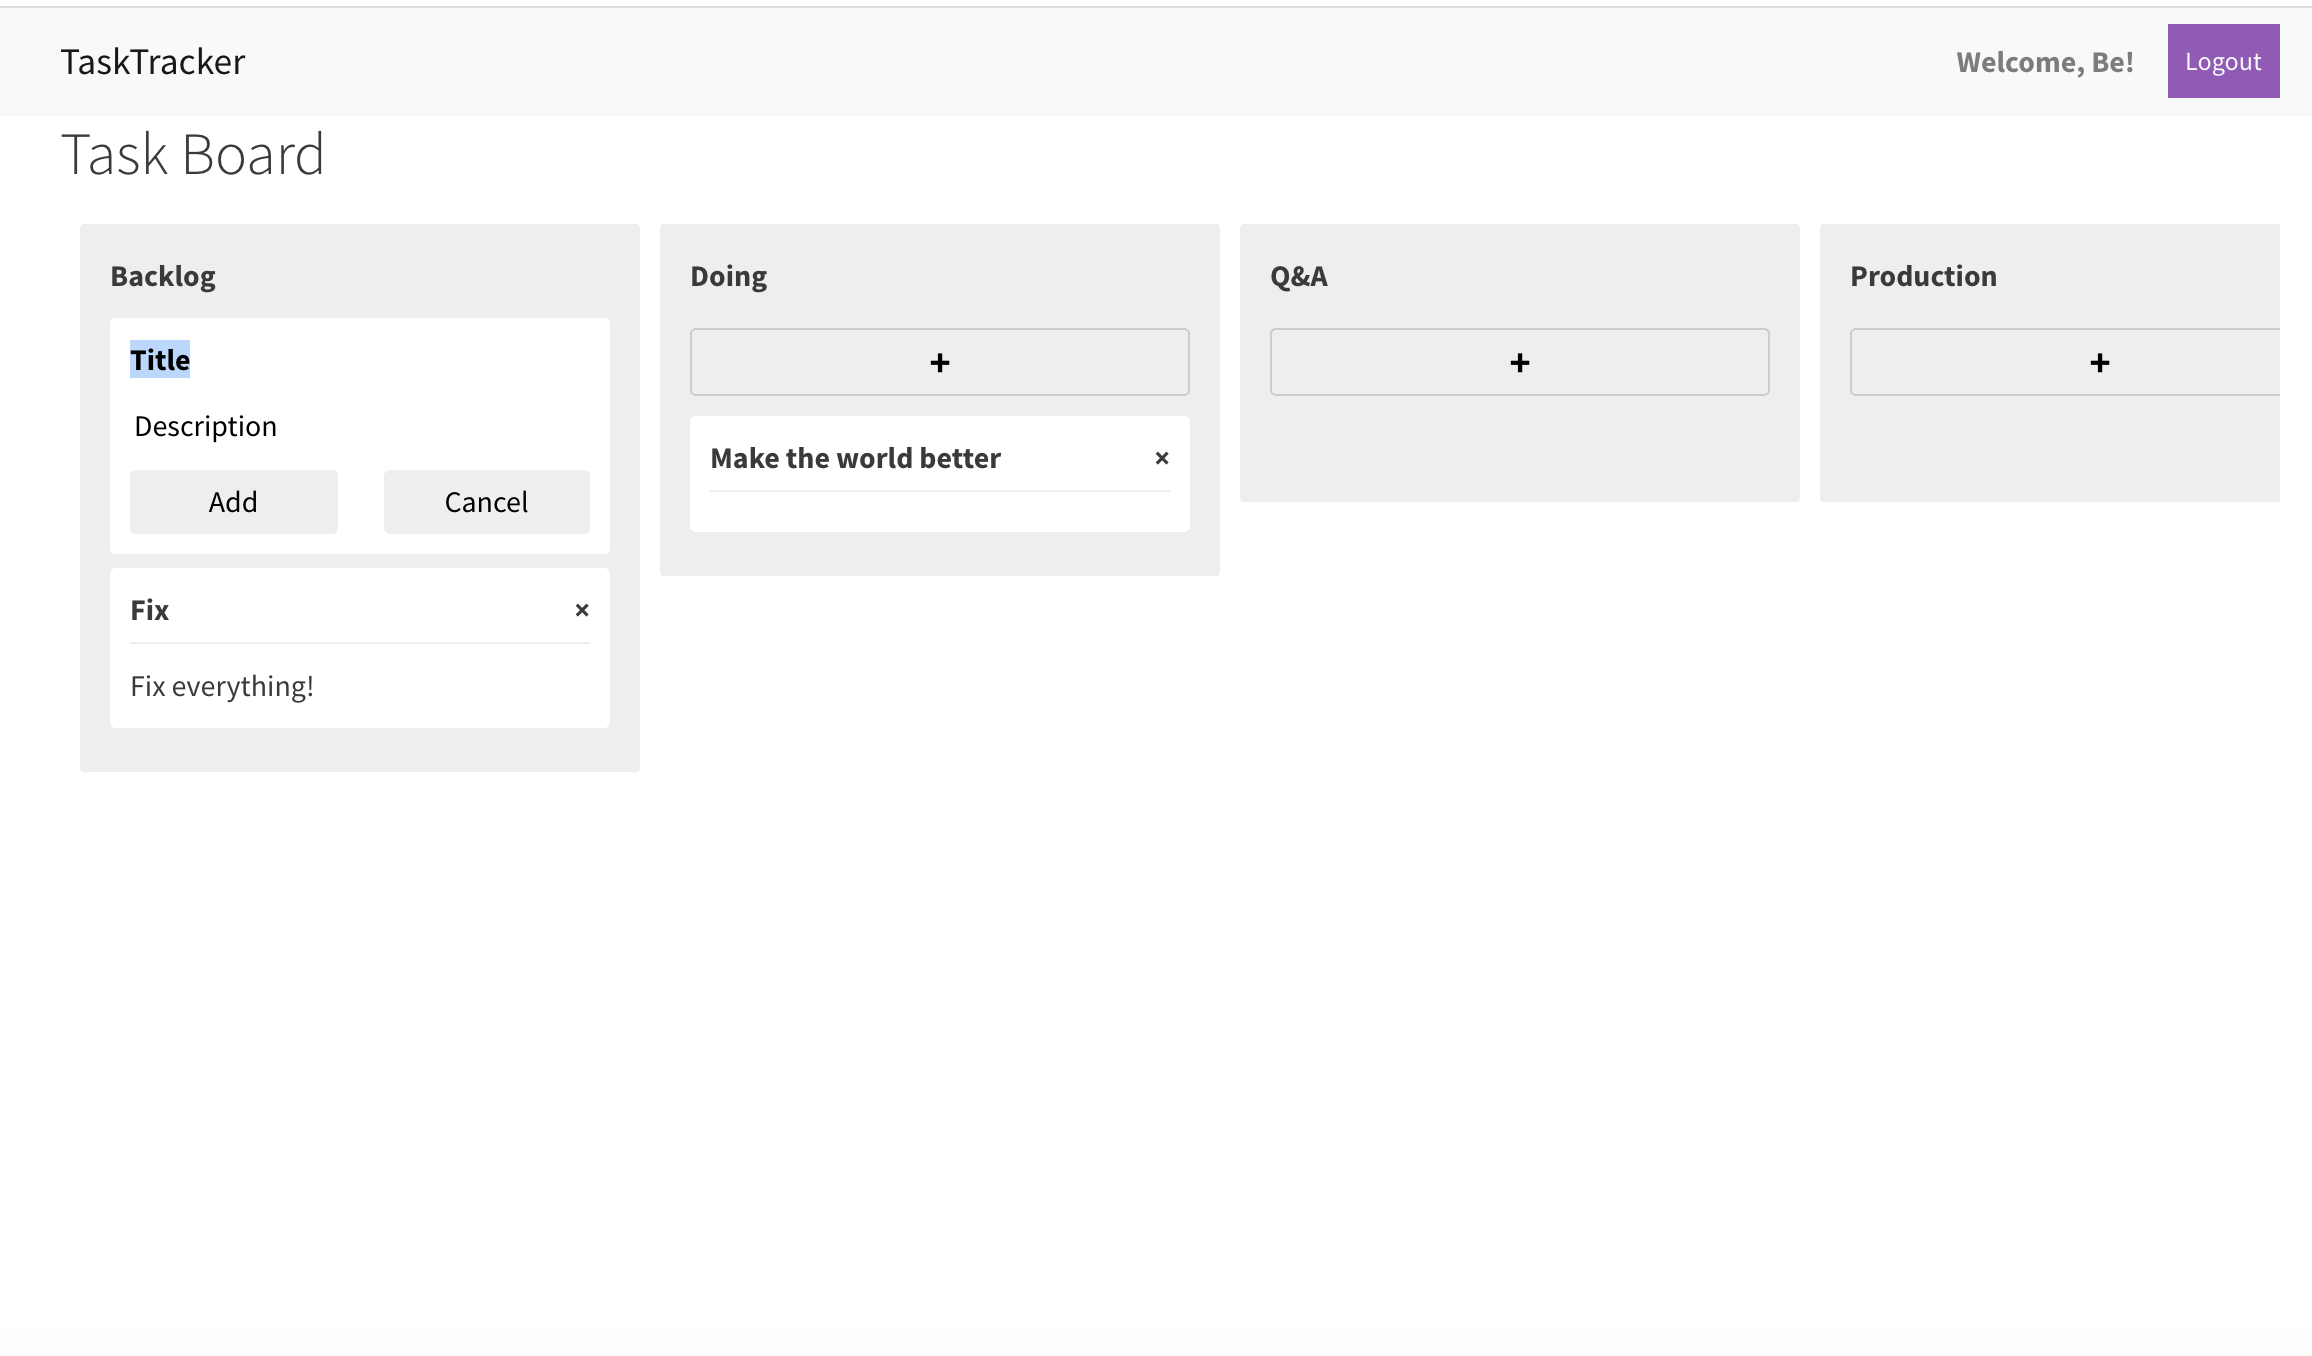 TaskTracker
Welcome, Be!
Logout
Task Board
Backlog
Title
Description
Add
Cancel
Fix
×
Fix everything!
Doing
+
Make the world better
×
Q&A
+
Production
+